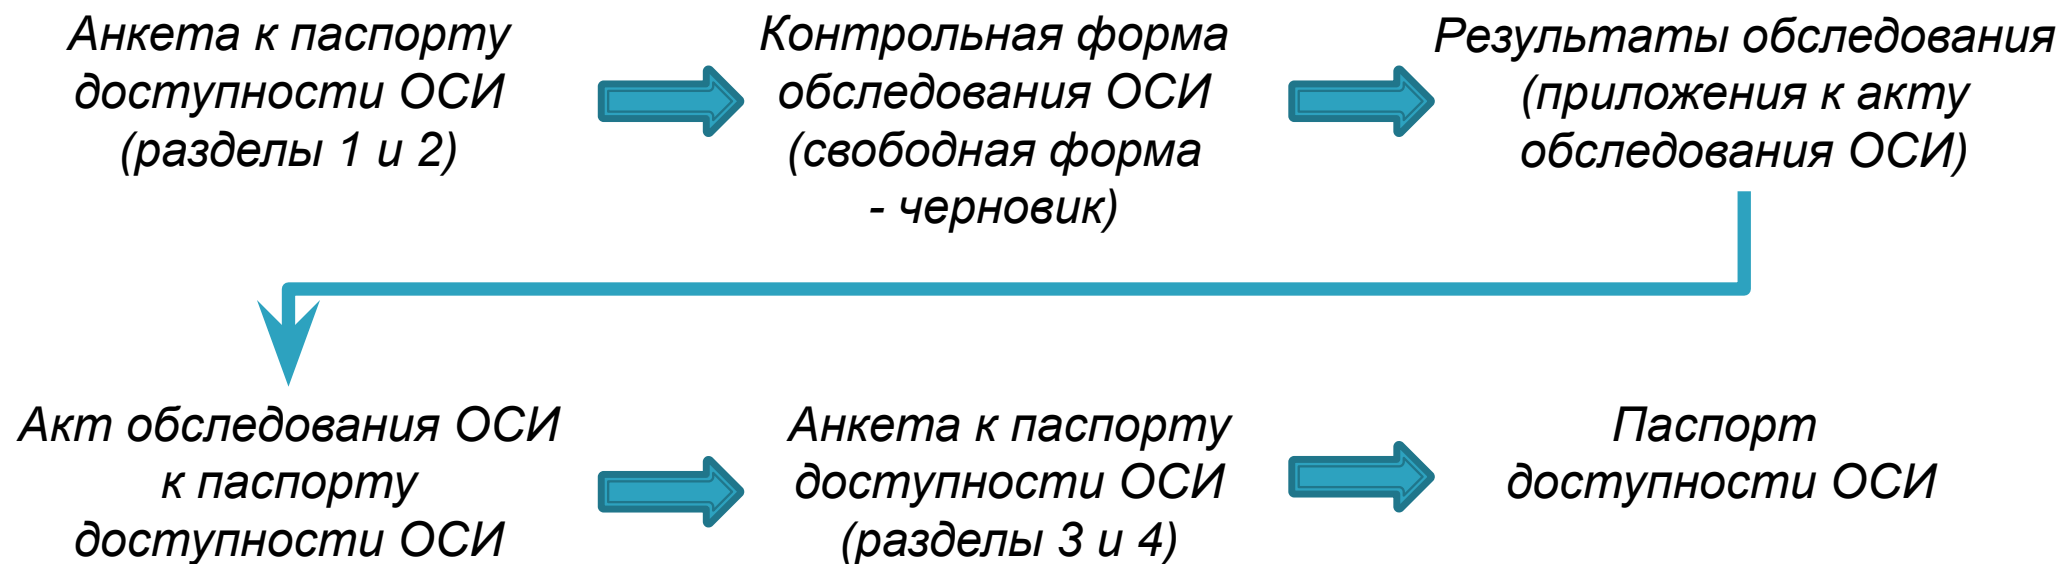 Анкета к паспорту
доступности ОСИ
(разделы 1 и 2)
Контрольная форма
обследования ОСИ
(свободная форма
- черновик)
Результаты обследования
(приложения к акту
обследования ОСИ)
Акт обследования ОСИ
к паспорту
доступности ОСИ
Анкета к паспорту
доступности ОСИ
(разделы 3 и 4)
Паспорт
доступности ОСИ